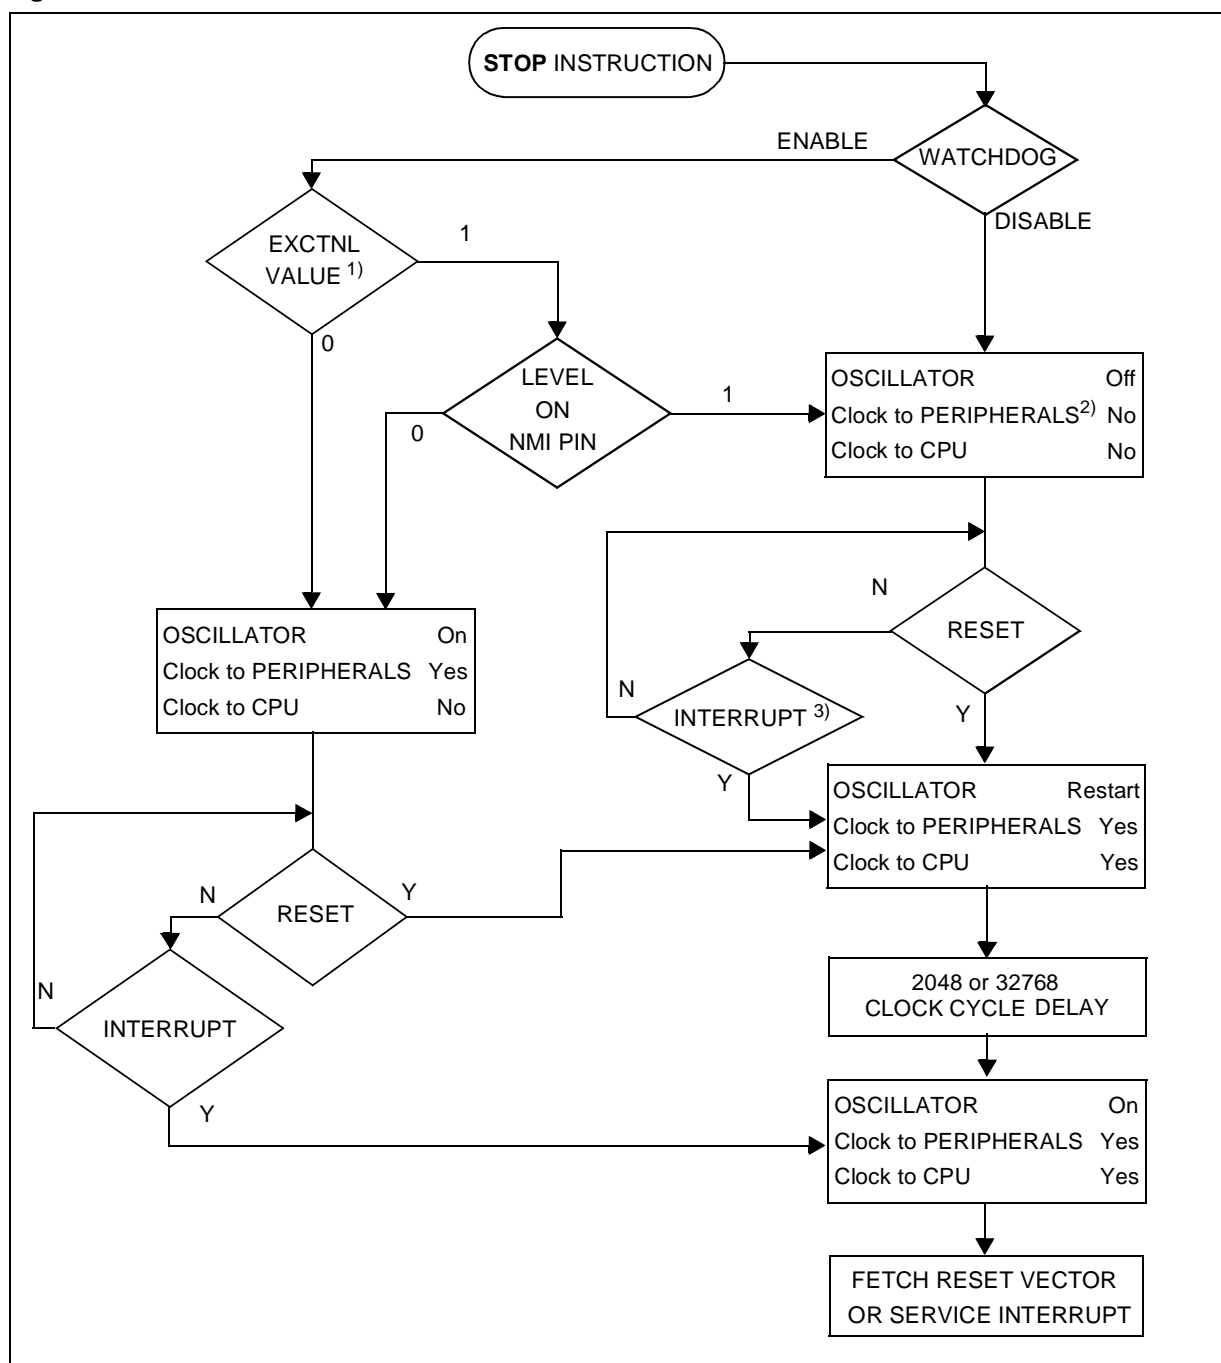 STOP INSTRUCTION
ENABLE
WATCHDOG
DISABLE
EXCTNL
VALUE 1)
1
0
LEVEL
ON
NMI PIN
1
0
OSCILLATOR Off
Clock to PERIPHERALS2) No
Clock to CPU No
N
RESET
Y
OSCILLATOR On
Clock to PERIPHERALS Yes
Clock to CPU No
N
INTERRUPT 3)
Y
OSCILLATOR Restart
Clock to PERIPHERALS Yes
Clock to CPU Yes
N
RESET
Y
2048 or 32768
CLOCK CYCLE DELAY
N
INTERRUPT
Y
OSCILLATOR On
Clock to PERIPHERALS Yes
Clock to CPU Yes
FETCH RESET VECTOR
OR SERVICE INTERRUPT